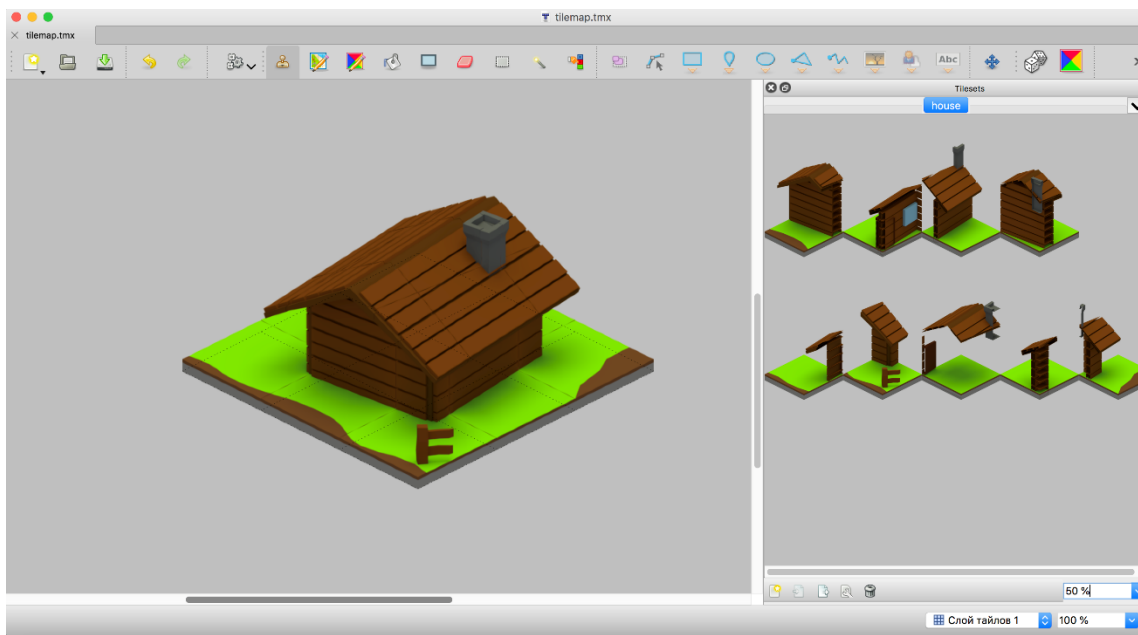 tilemap.tmx
tilemap.tmx
Abc
Tilesets
house
50 %
Слой тайлов 1
100 %